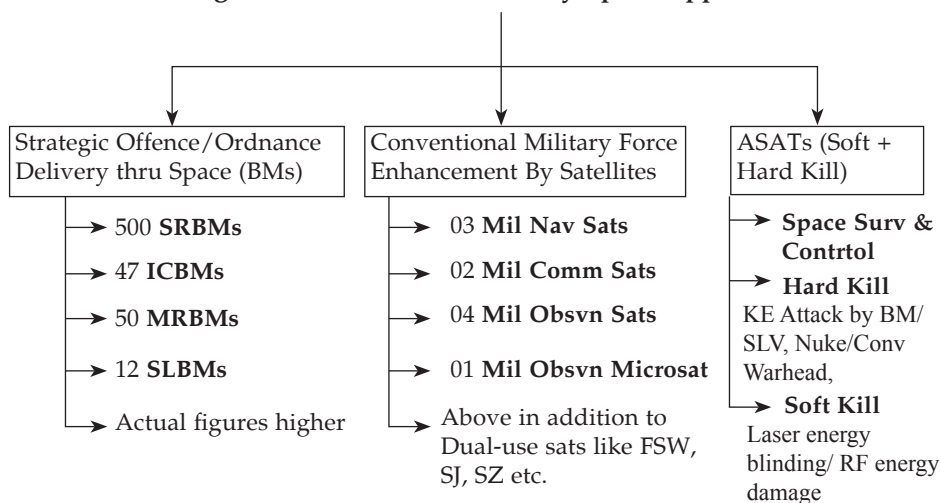 Strategic Offence/Ordnance
Delivery thru Space (BMs)
500 SRBMs
47 ICBMs
50 MRBMs
12 SLBMs
Actual figures higher
Conventional Military Force
Enhancement By Satellites
03 Mil Nav Sats
02 Mil Comm Sats
04 Mil Obsvn Sats
01 Mil Obsvn Microsat
Above in addition to
Dual-use sats like FSW,
SJ, SZ etc.
ASATs (Soft +
Hard Kill)
Space Surv &
Contrtol
Hard Kill
KE Attack by BM/
SLV, Nuke/Conv
Warhead,
Soft Kill
Laser energy
blinding/ RF energy
damage